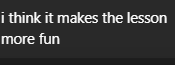 i think it makes the lesson
more fun